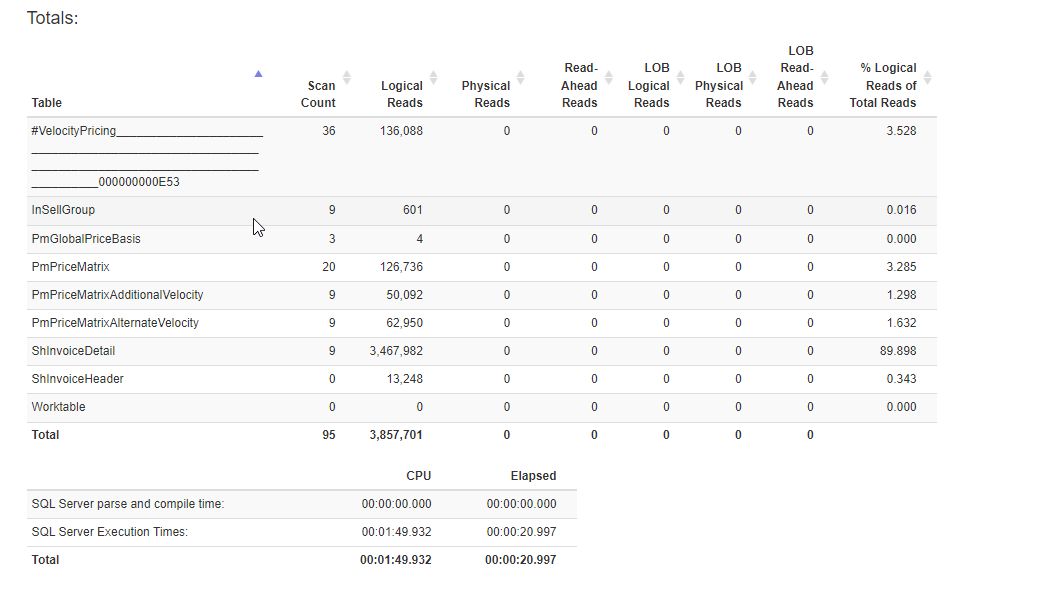 Totals:
Table Scan Count Logical Reads Physical Reads Read-Ahead Reads LOB Logical Reads LOB Physical Reads LOB Read-Ahead Reads % Logical Reads of Total Reads
#VelocityPricing______________________ 36 136,088 0 0 0 0 0 3.528
__________________________________
__________________________________
__________000000000E53
InSellGroup 9 601 0 0 0 0 0 0.016
PmGlobalPriceBasis 3 4 0 0 0 0 0 0.000
PmPriceMatrix 20 126,736 0 0 0 0 0 3.285
PmPriceMatrixAdditionalVelocity 9 50,092 0 0 0 0 0 1.298
PmPriceMatrixAlternateVelocity 9 62,950 0 0 0 0 0 1.632
ShInvoiceDetail 9 3,467,982 0 0 0 0 0 89.898
ShInvoiceHeader 0 13,248 0 0 0 0 0 0.343
Worktable 0 0 0 0 0 0 0 0.000
Total 95 3,857,701 0 0 0 0 0
CPU Elapsed
SQL Server parse and compile time: 00:00:00.000 00:00:00.000
SQL Server Execution Times: 00:01:49.932 00:00:20.997
Total 00:01:49.932 00:00:20.997